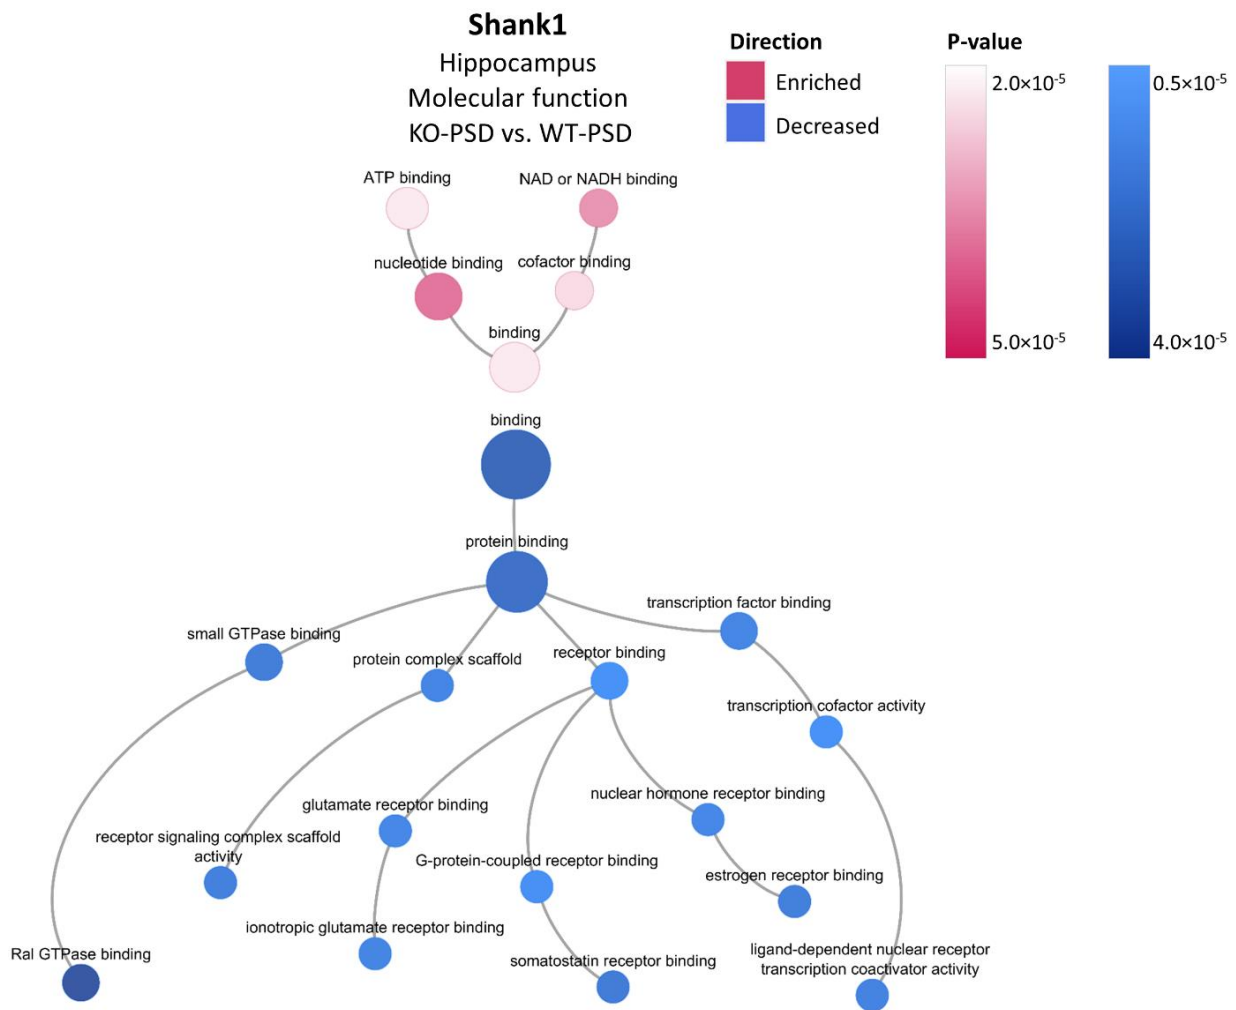 Shank1
Hippocampus
Molecular function
KO-PSD vs. WT-PSD
Direction
Enriched
Decreased
P-value
2.0×10⁻⁵
0.5×10⁻⁵
5.0×10⁻⁵
4.0×10⁻⁵
ATP binding
NAD or NADH binding
nucleotide binding
cofactor binding
binding
binding
protein binding
transcription factor binding
small GTPase binding
protein complex scaffold
receptor binding
transcription cofactor activity
glutamate receptor binding
nuclear hormone receptor binding
receptor signaling complex scaffold
activity
G-protein-coupled receptor binding
estrogen receptor binding
ionotropic glutamate receptor binding
Ral GTPase binding
somatostatin receptor binding
ligand-dependent nuclear receptor
transcription coactivator activity